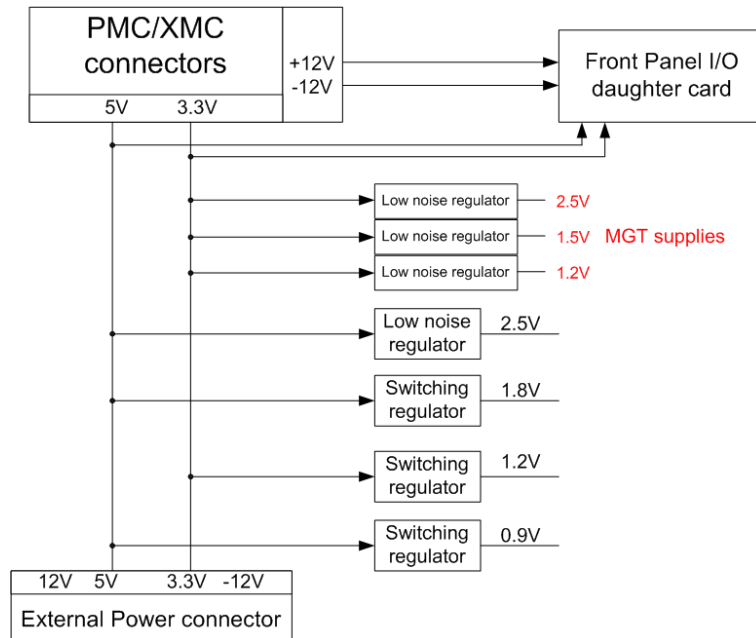 PMC/XMC
connectors
+12V
-12V
5V 3.3V
Front Panel I/O
daughter card
Low noise regulator 2.5V
Low noise regulator 1.5V MGT supplies
Low noise regulator 1.2V
Low noise
regulator
2.5V
Switching
regulator
1.8V
Switching
regulator
1.2V
Switching
regulator
0.9V
12V 5V 3.3V -12V
External Power connector